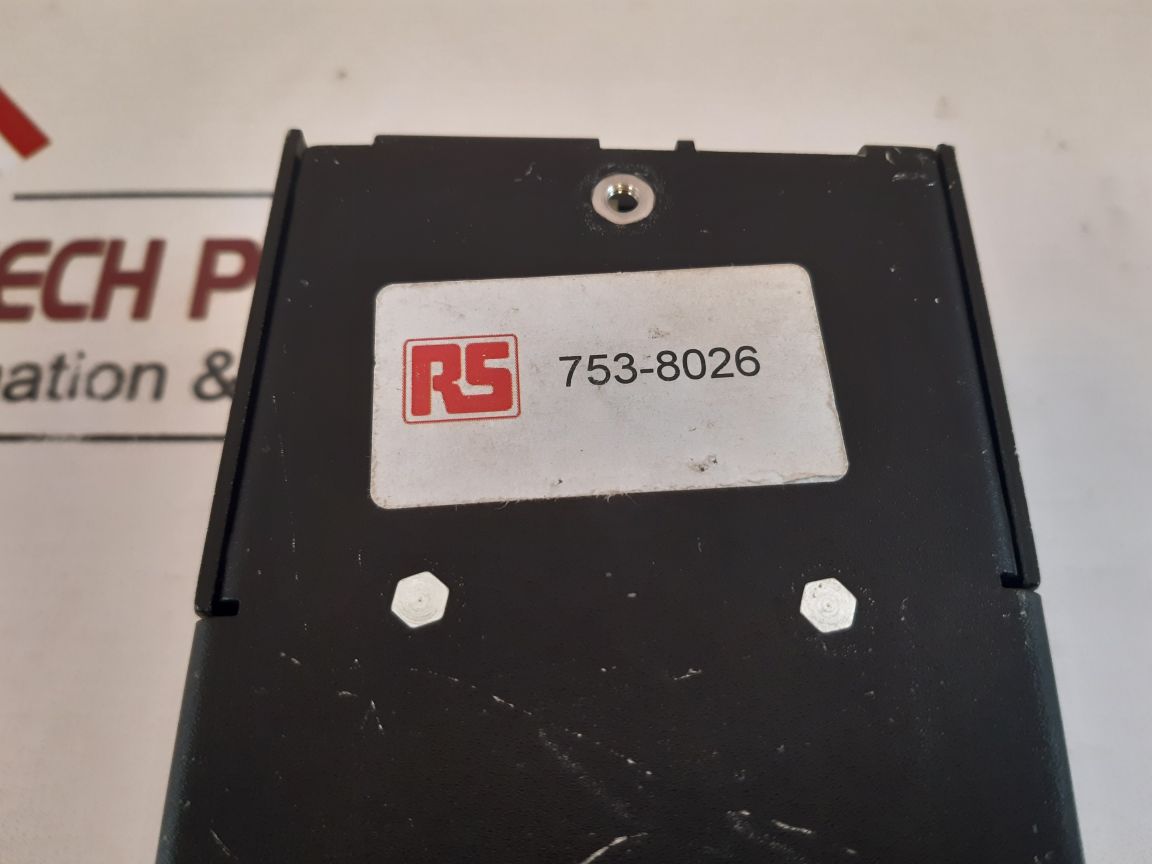 ECH P
ation &
RS 753-8026